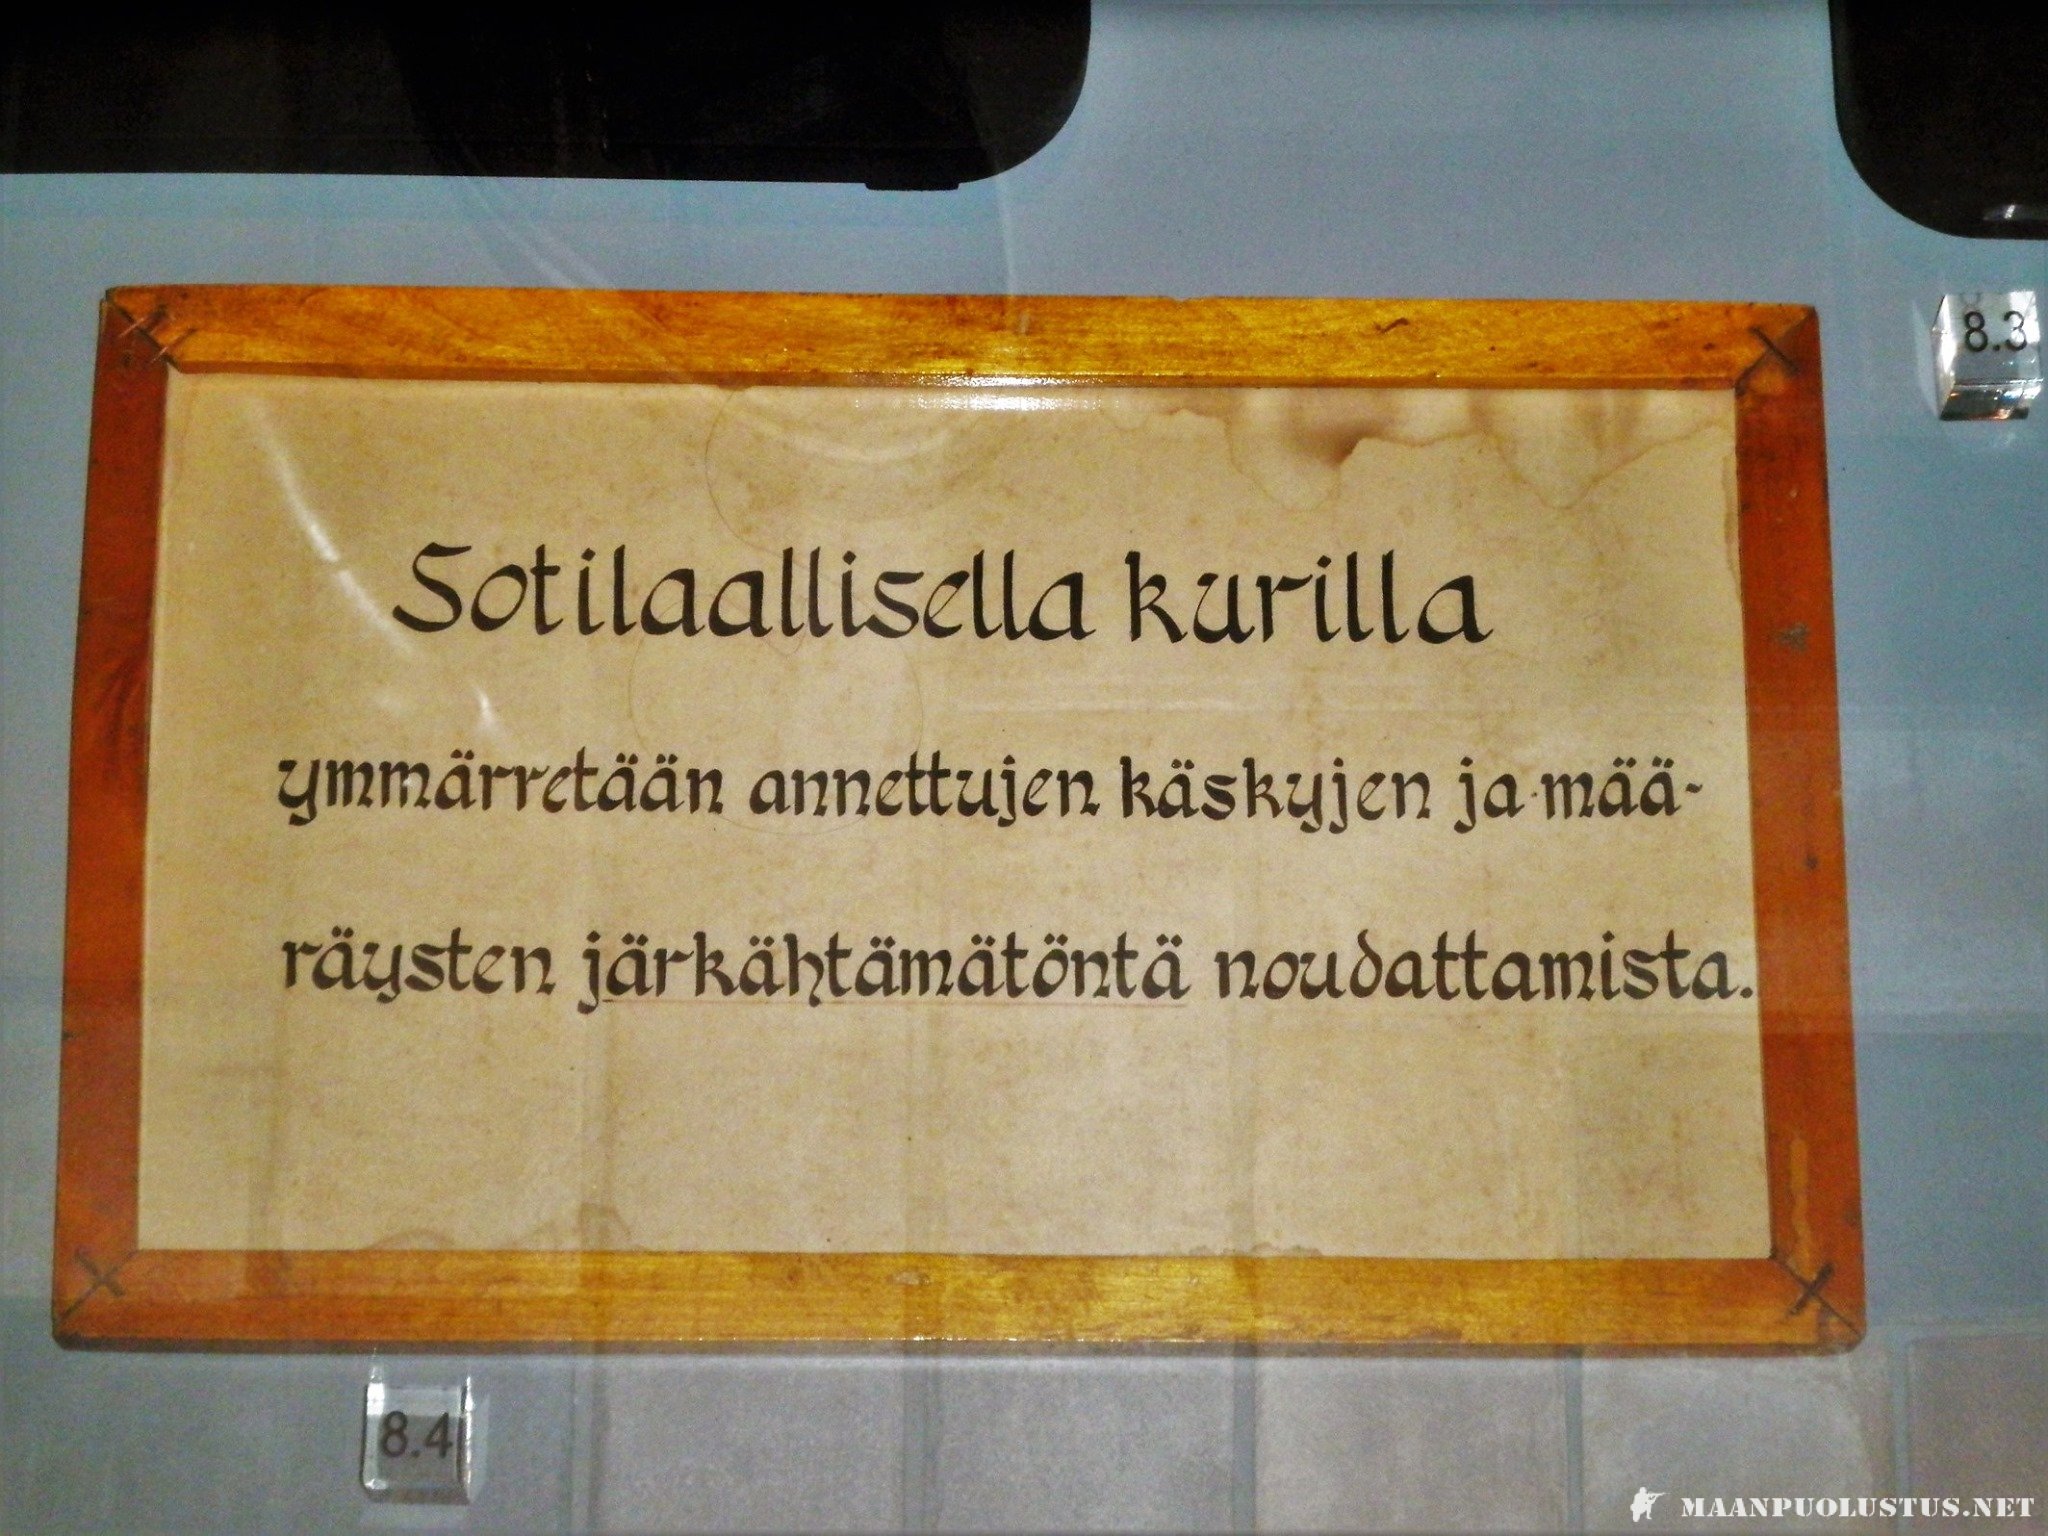 8.3
Sotilaallisella kurilla
ymmärretään annettujen käskyjen ja mää-
räysten järkähtämätöntä noudattamista.
8.4
MAANPUOLUSTUS.NET